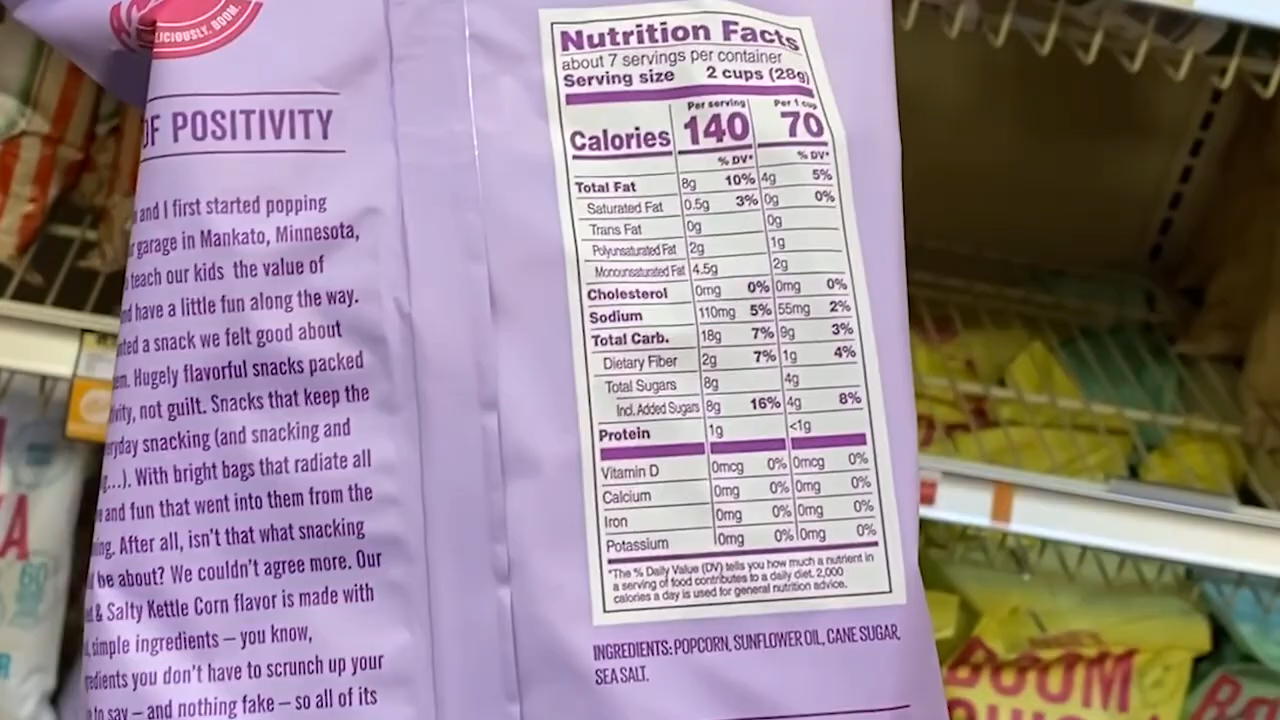 LICIOUSLY. BOOM.
OF POSITIVITY
and I first started popping
garage in Mankato, Minnesota,
teach our kids the value of
have a little fun along the way.
a snack we felt good about
Hugely flavorful snacks packed
not guilt. Snacks that keep the
snacking (and snacking and
...). With bright bags that radiate all
and fun that went into them from the
After all, isn't that what snacking
be about? We couldn't agree more. Our
& Salty Kettle Corn flavor is made with
simple ingredients – you know,
you don't have to scrunch up your
to say – and nothing fake – so all of its
Nutrition Facts
about 7 servings per container
Serving size 2 cups (28g)
Per serving Per 1 cup
Calories 140 70
% DV* % DV*
Total Fat 8g 10% 4g 5%
Saturated Fat 0.5g 3% 0g 0%
Trans Fat 0g 0g
Polyunsaturated Fat 2g 1g
Monounsaturated Fat 4.5g 2g
Cholesterol 0mg 0% 0mg 0%
Sodium 110mg 5% 55mg 2%
Total Carb. 18g 7% 9g 3%
Dietary Fiber 2g 7% 1g 4%
Total Sugars 8g 4g
Incl. Added Sugars 8g 16% 4g 8%
Protein 1g <1g
Vitamin D 0mcg 0% 0mcg 0%
Calcium 0mg 0% 0mg 0%
Iron 0mg 0% 0mg 0%
Potassium 0mg 0% 0mg 0%
*The % Daily Value (DV) tells you how much a nutrient in
a serving of food contributes to a daily diet. 2,000
calories a day is used for general nutrition advice.
INGREDIENTS: POPCORN, SUNFLOWER OIL, CANE SUGAR,
SEA SALT.
BOOM